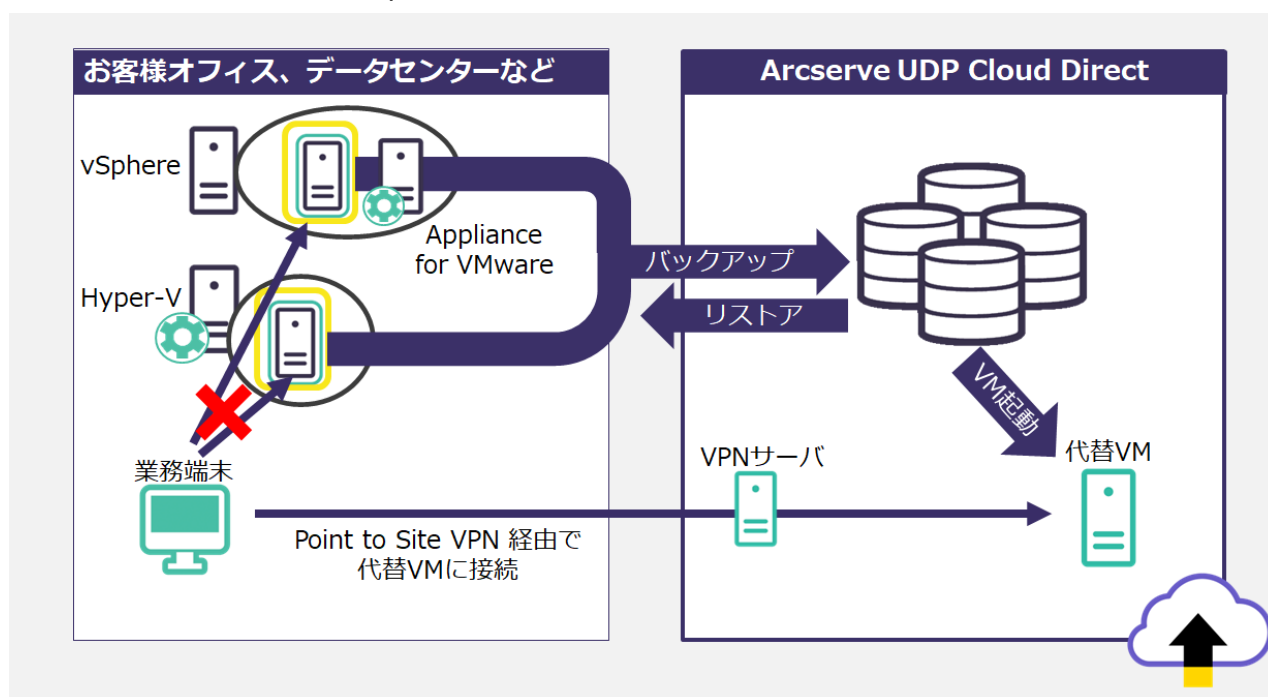 お客様オフィス、データセンターなど
vSphere
Appliance
for VMware
Hyper-V
業務端末
Point to Site VPN 経由で
代替VMに接続
Arcserve UDP Cloud Direct
バックアップ
リストア
VM起動
VPNサーバ
代替VM